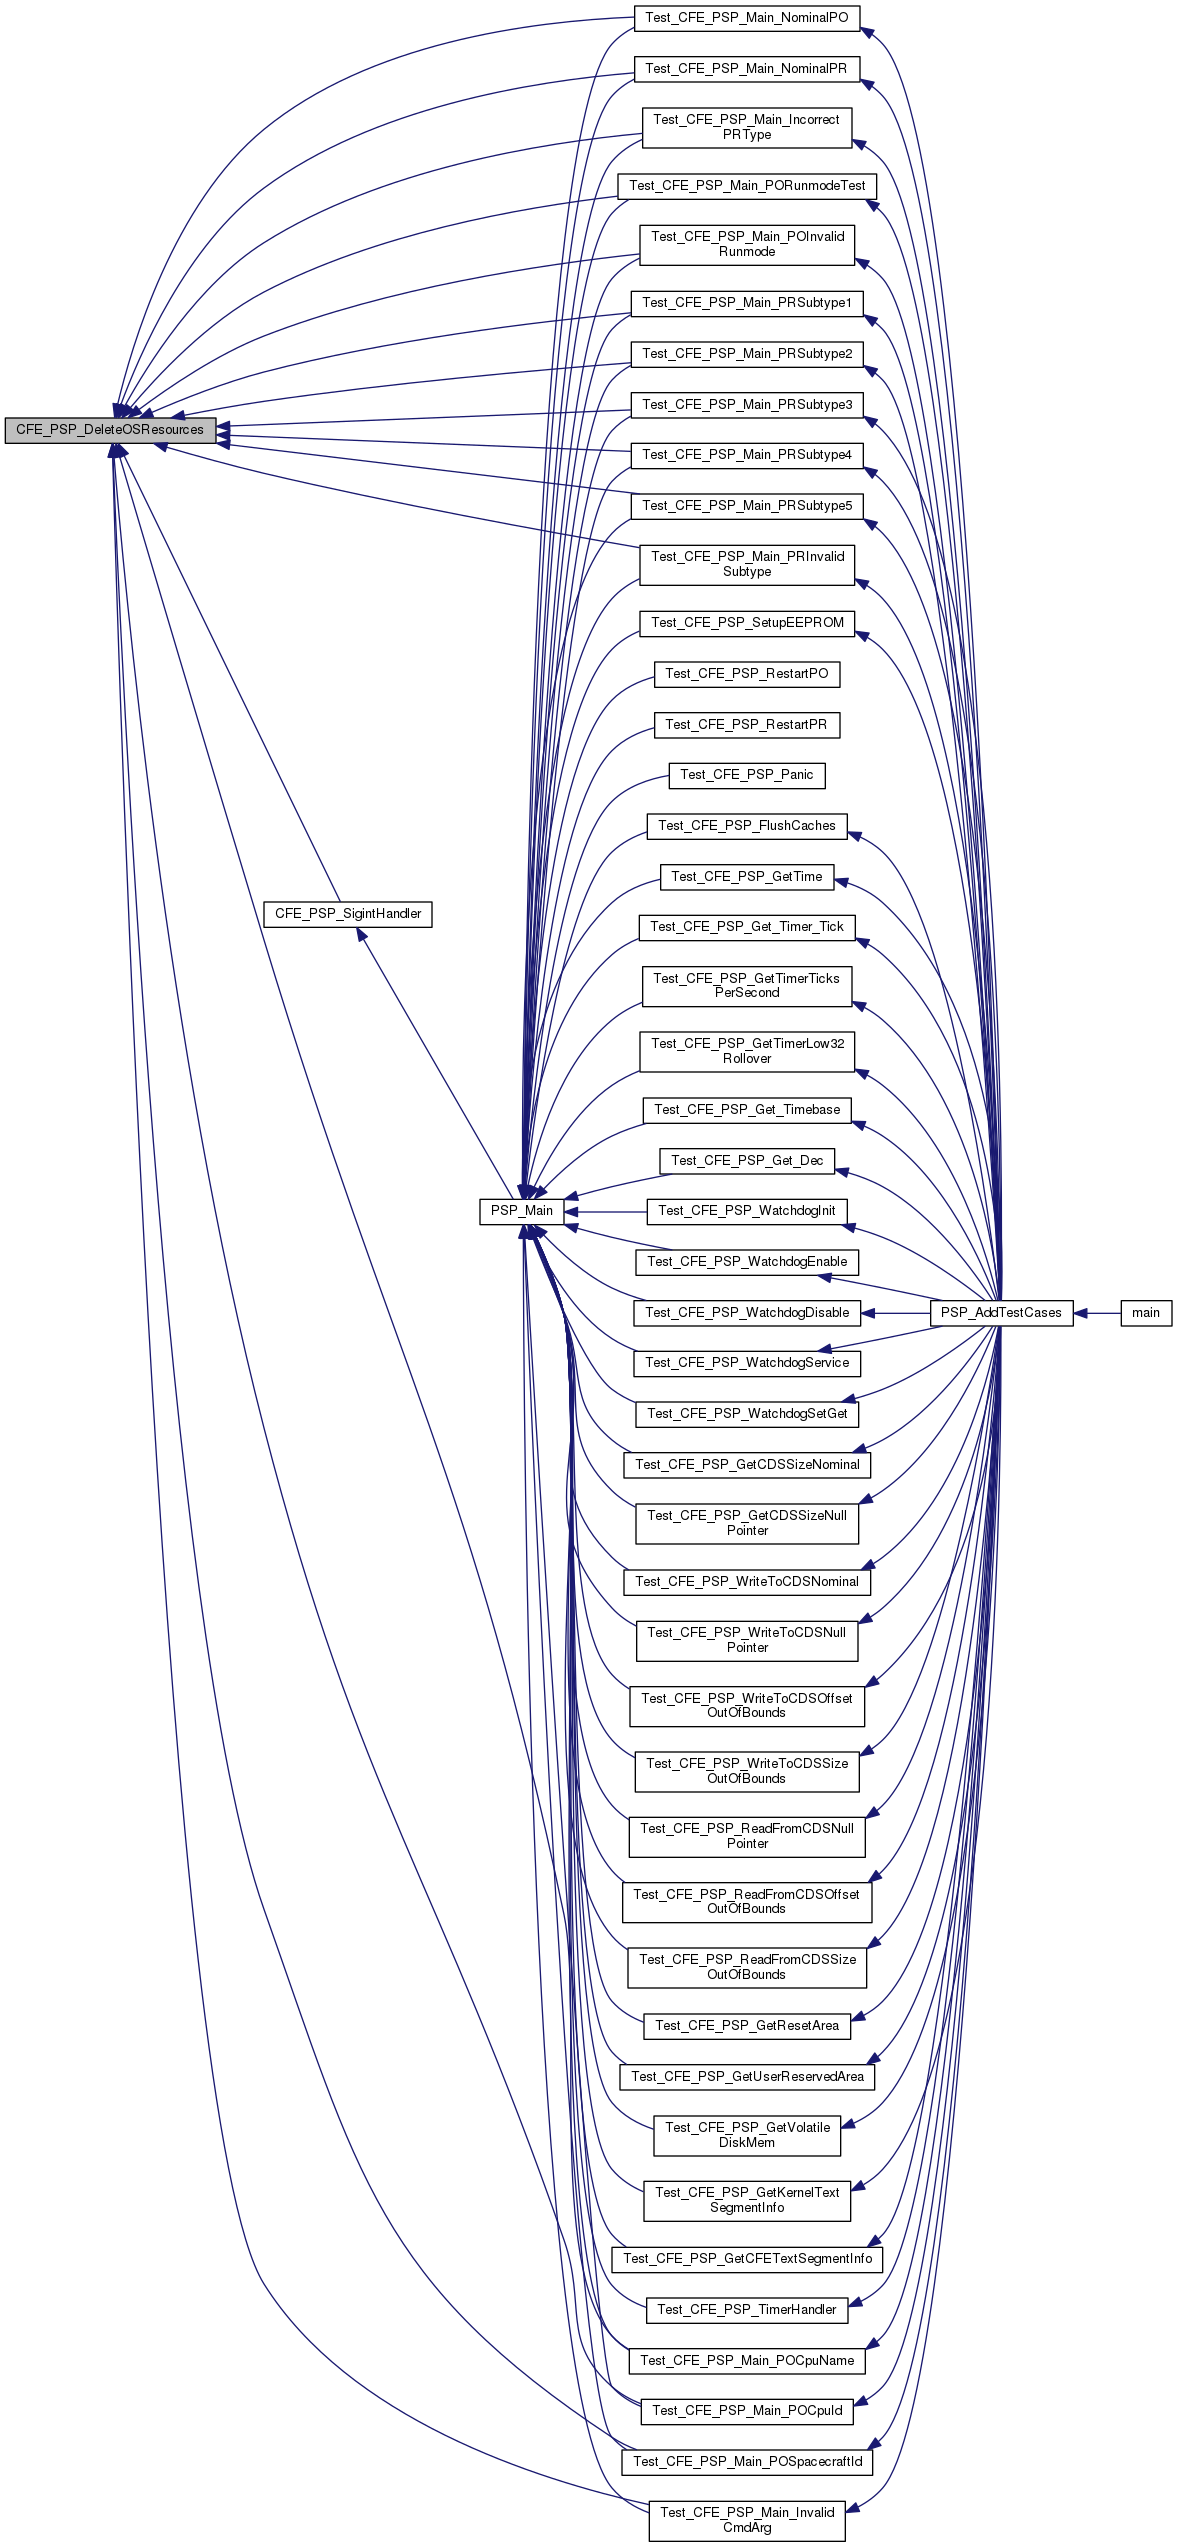 Test_CFE_PSP_Main_NominalPO
Test_CFE_PSP_Main_NominalPR
Test_CFE_PSP_Main_Incorrect
PRType
Test_CFE_PSP_Main_PORunmodeTest
Test_CFE_PSP_Main_POInvalid
Runmode
Test_CFE_PSP_Main_PRSubtype1
Test_CFE_PSP_Main_PRSubtype2
Test_CFE_PSP_Main_PRSubtype3
CFE_PSP_DeleteOSResources
Test_CFE_PSP_Main_PRSubtype4
Test_CFE_PSP_Main_PRSubtype5
Test_CFE_PSP_Main_PRInvalid
Subtype
Test_CFE_PSP_SetupEEPROM
Test_CFE_PSP_RestartPO
Test_CFE_PSP_RestartPR
Test_CFE_PSP_Panic
Test_CFE_PSP_FlushCaches
Test_CFE_PSP_GetTime
CFE_PSP_SigintHandler
Test_CFE_PSP_Get_Timer_Tick
Test_CFE_PSP_GetTimerTicks
PerSecond
Test_CFE_PSP_GetTimerLow32
Rollover
Test_CFE_PSP_Get_Timebase
Test_CFE_PSP_Get_Dec
PSP_Main
Test_CFE_PSP_WatchdogInit
Test_CFE_PSP_WatchdogEnable
Test_CFE_PSP_WatchdogDisable
PSP_AddTestCases
main
Test_CFE_PSP_WatchdogService
Test_CFE_PSP_WatchdogSetGet
Test_CFE_PSP_GetCDSSizeNominal
Test_CFE_PSP_GetCDSSizeNull
Pointer
Test_CFE_PSP_WriteToCDSNominal
Test_CFE_PSP_WriteToCDSNull
Pointer
Test_CFE_PSP_WriteToCDSOffset
OutOfBounds
Test_CFE_PSP_WriteToCDSSize
OutOfBounds
Test_CFE_PSP_ReadFromCDSNull
Pointer
Test_CFE_PSP_ReadFromCDSOffset
OutOfBounds
Test_CFE_PSP_ReadFromCDSSize
OutOfBounds
Test_CFE_PSP_GetResetArea
Test_CFE_PSP_GetUserReservedArea
Test_CFE_PSP_GetVolatile
DiskMem
Test_CFE_PSP_GetKernelText
SegmentInfo
Test_CFE_PSP_GetCFETextSegmentInfo
Test_CFE_PSP_TimerHandler
Test_CFE_PSP_Main_POCpuName
Test_CFE_PSP_Main_POCpuId
Test_CFE_PSP_Main_POSpacecraftId
Test_CFE_PSP_Main_Invalid
CmdArg